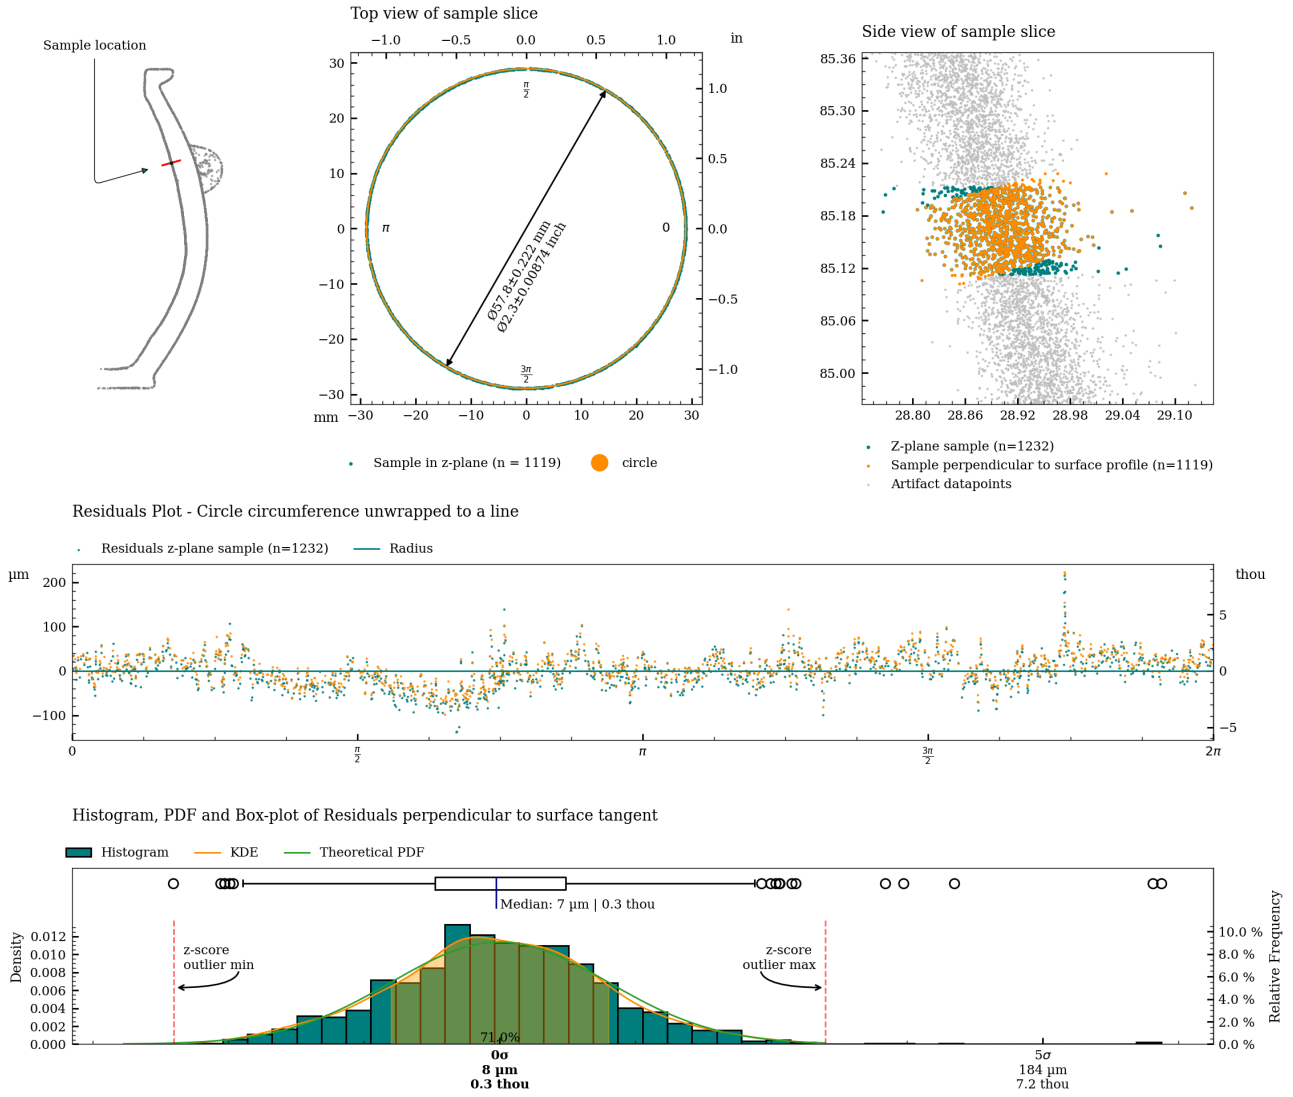 Sample location
Top view of sample slice
−1.0 −0.5 0.0 0.5 1.0 in
30
20
10
0
−10
−20
−30
mm
1.0
0.5
0.0
−0.5
−1.0
π/2
π
0
3π/2
Ø57.8±0.222 mm
Ø2.3±0.00874 inch
−30 −20 −10 0 10 20 30
Sample in z-plane (n = 1119) circle
Side view of sample slice
85.36
85.30
85.24
85.18
85.12
85.06
85.00
28.80 28.86 28.92 28.98 29.04 29.10
Z-plane sample (n=1232)
Sample perpendicular to surface profile (n=1119)
Artifact datapoints
Residuals Plot - Circle circumference unwrapped to a line
Residuals z-plane sample (n=1232) Radius
µm
200
100
0
−100
thou
5
0
−5
0 π/2 π 3π/2 2π
Histogram, PDF and Box-plot of Residuals perpendicular to surface tangent
Histogram KDE Theoretical PDF
Median: 7 µm | 0.3 thou
Density
0.012
0.010
0.008
0.006
0.004
0.002
0.000
z-score
outlier min
z-score
outlier max
71.0%
10.0 %
8.0 %
6.0 %
4.0 %
2.0 %
0.0 %
Relative Frequency
0σ
8 µm
0.3 thou
5σ
184 µm
7.2 thou